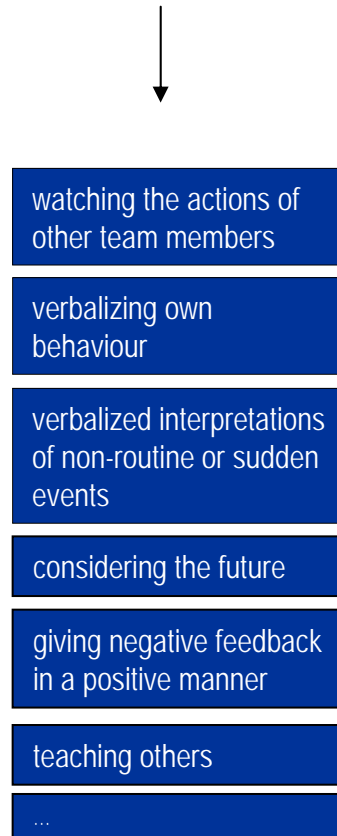 watching the actions of
other team members
verbalizing own
behaviour
verbalized interpretations
of non-routine or sudden
events
considering the future
giving negative feedback
in a positive manner
teaching others
...